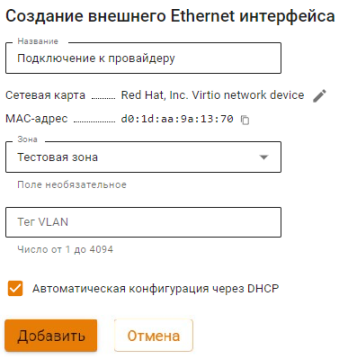 Создание внешнего Ethernet интерфейса
Название
Подключение к провайдеру
Сетевая карта ......... Red Hat, Inc. Virtio network device
MAC-адрес ................ d0:1d:aa:9a:13:70
Зона
Тестовая зона
Поле необязательное
Тег VLAN
Число от 1 до 4094
Автоматическая конфигурация через DHCP
Добавить Отмена